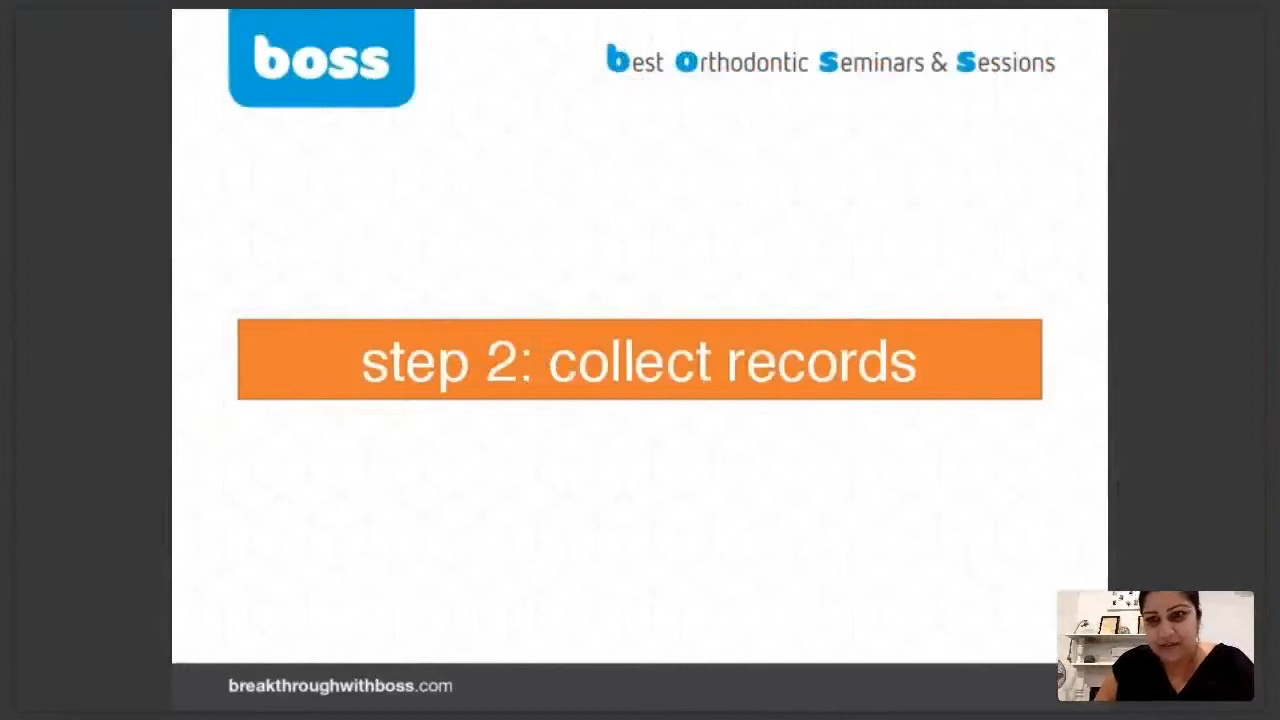 boss
best Orthodontic Seminars & Sessions
step 2: collect records
breakthroughwithboss.com